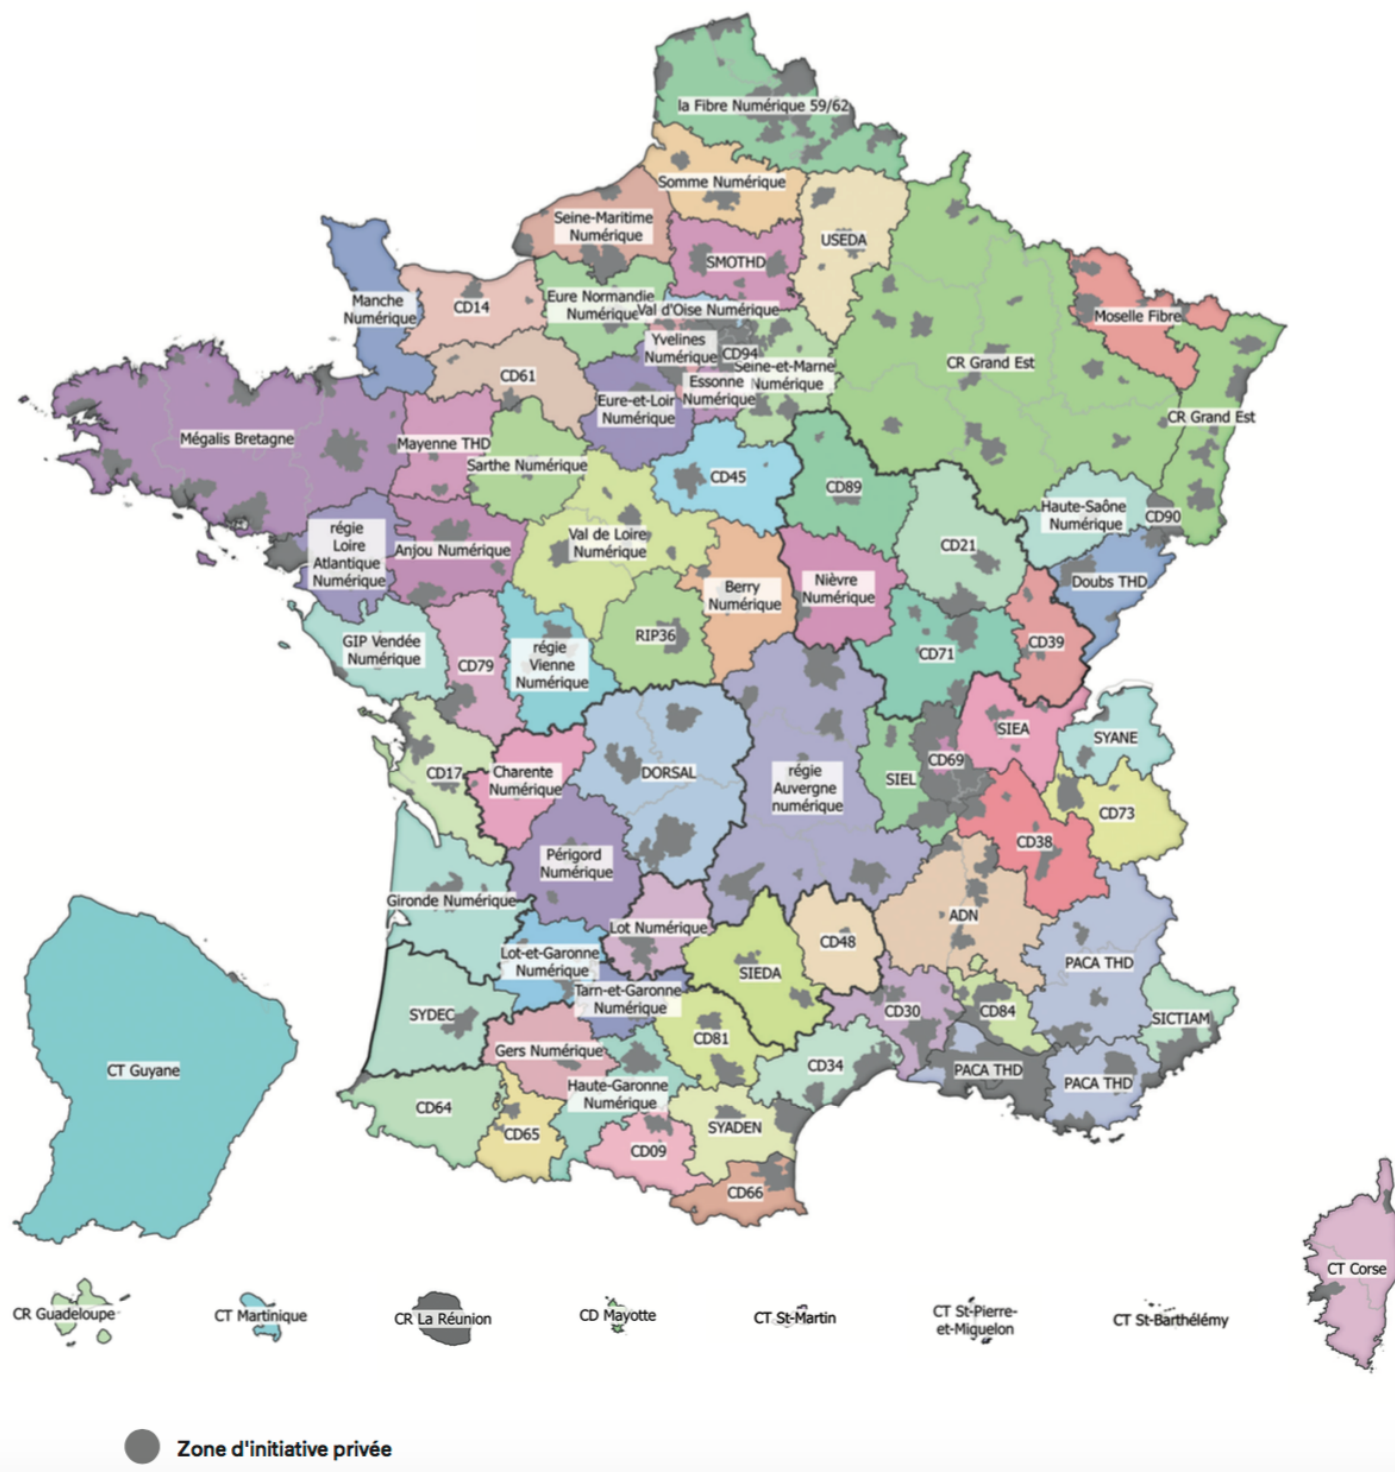 la Fibre Numérique 59/62
Somme Numérique
Seine-Maritime
Numérique
USEDA
SMOTHD
Manche
Numérique
CD14
Eure Normandie
Numérique
Val d'Oise Numérique
Moselle Fibre
Yvelines
Numérique
CD94
Seine-et-Marne
Numérique
CR Grand Est
CD61
Essonne
Numérique
Eure-et-Loir
Numérique
CR Grand Est
Mégalis Bretagne
Mayenne THD
Sarthe Numérique
CD45
CD89
Haute-Saône
Numérique
CD90
régie
Loire
Atlantique
Numérique
Anjou Numérique
Val de Loire
Numérique
CD21
Doubs THD
Berry
Numérique
Nièvre
Numérique
GIP Vendée
Numérique
CD79
régie
Vienne
Numérique
RIP36
CD71
CD39
SIEA
SYANE
CD17
Charente
Numérique
DORSAL
régie
Auvergne
numérique
SIEL
CD69
CD73
CD38
Périgord
Numérique
Gironde Numérique
Lot Numérique
CD48
ADN
Lot-et-Garonne
Numérique
SIEDA
PACA THD
Tarn-et-Garonne
Numérique
SYDEC
CD30
CD84
SICTIAM
CD81
Gers Numérique
CD34
PACA THD
PACA THD
CT Guyane
Haute-Garonne
Numérique
CD64
CD65
SYADEN
CD09
CD66
CT Corse
CR Guadeloupe
CT Martinique
CR La Réunion
CD Mayotte
CT St-Martin
CT St-Pierre-
et-Miquelon
CT St-Barthélémy
Zone d'initiative privée